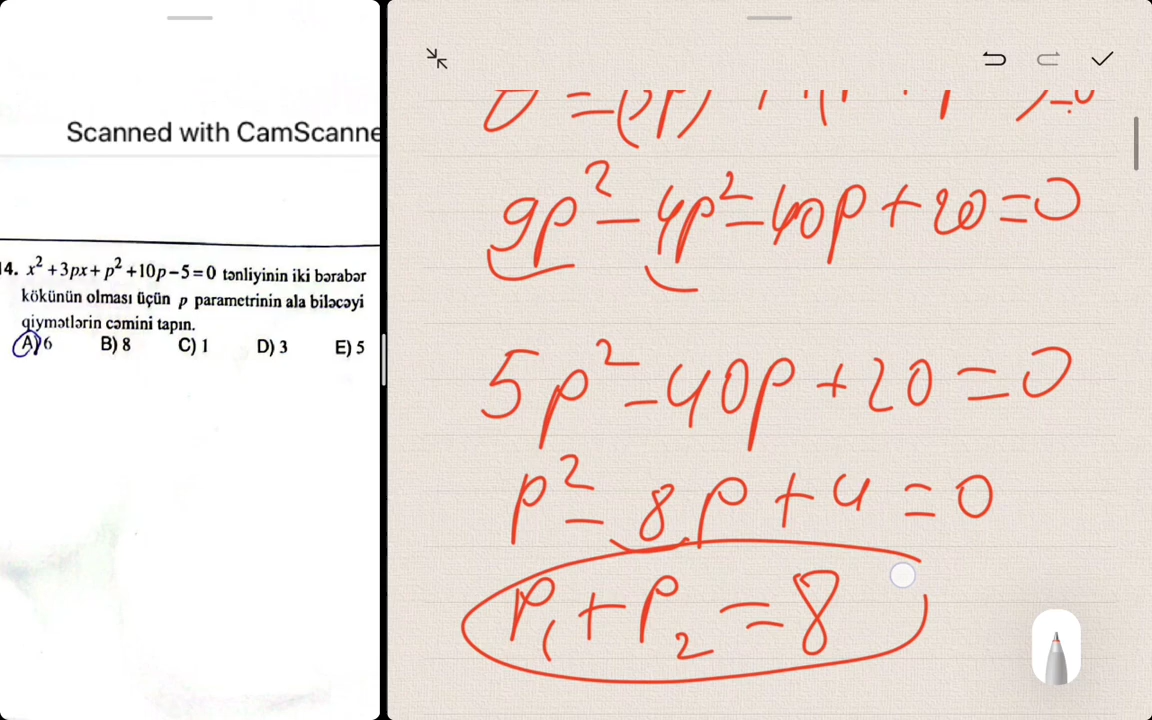 Scanned with CamScanne
14. x² +3px + p² +10p − 5 = 0 tənliyinin iki bərabər
kökünün olması üçün p parametrinin ala biləcəyi
qiymətlərin cəmini tapın.
A) 6 B) 8 C) 1 D) 3 E) 5
9p² − 4p² − 40p + 20 = 0
5p² − 40p + 20 = 0
p² − 8p + 4 = 0
P₁ + P₂ = 8